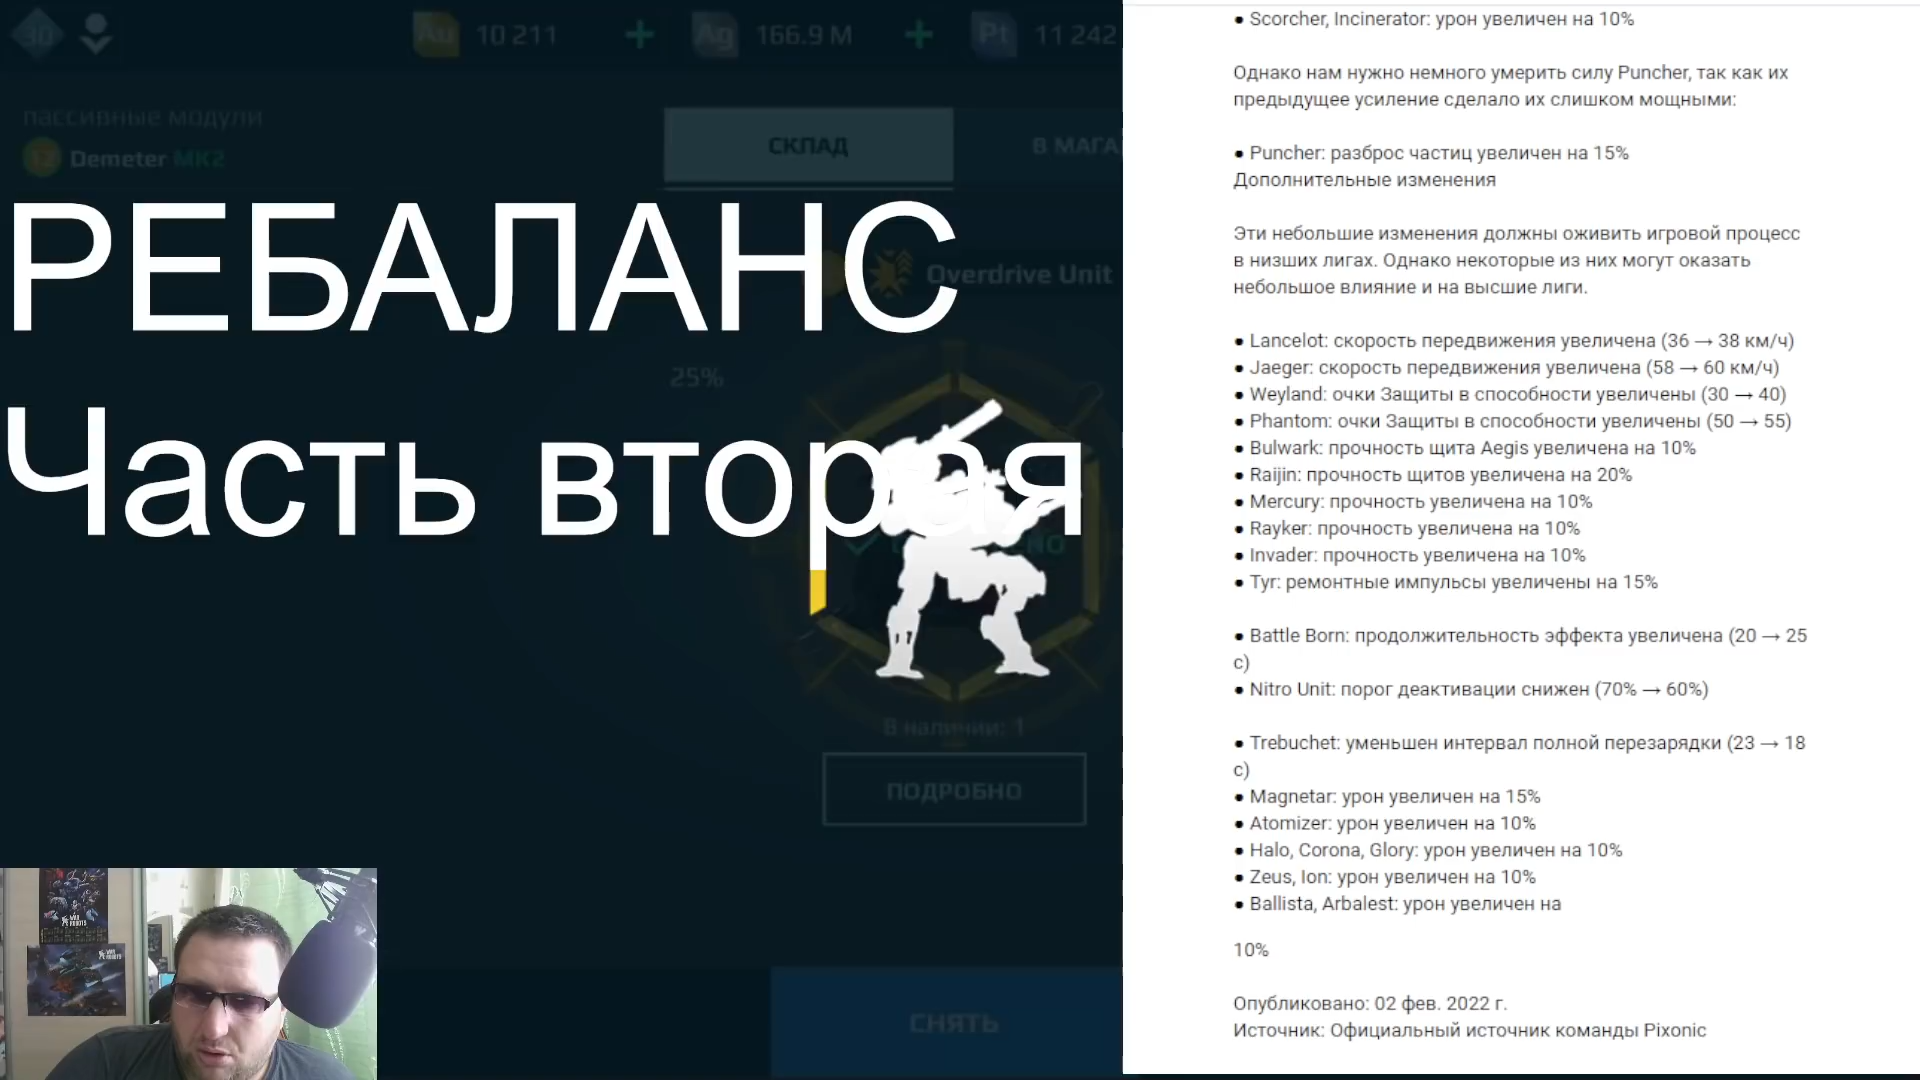 30
Au 10 211 + Ag 166.9 M + Pt 11 242
пассивные модули
12 Demeter MK2
СКЛАД
В МАГА
РЕБАЛАНС
Overdrive Unit
25%
Часть вторая
В наличии: 1
ПОДРОБНО
СНЯТЬ
WAR ROBOTS
WAR ROBOTS
● Scorcher, Incinerator: урон увеличен на 10%
Однако нам нужно немного умерить силу Puncher, так как их
предыдущее усиление сделало их слишком мощными:
● Puncher: разброс частиц увеличен на 15%
Дополнительные изменения
Эти небольшие изменения должны оживить игровой процесс
в низших лигах. Однако некоторые из них могут оказать
небольшое влияние и на высшие лиги.
● Lancelot: скорость передвижения увеличена (36 → 38 км/ч)
● Jaeger: скорость передвижения увеличена (58 → 60 км/ч)
● Weyland: очки Защиты в способности увеличены (30 → 40)
● Phantom: очки Защиты в способности увеличены (50 → 55)
● Bulwark: прочность щита Aegis увеличена на 10%
● Raijin: прочность щитов увеличена на 20%
● Mercury: прочность увеличена на 10%
● Rayker: прочность увеличена на 10%
● Invader: прочность увеличена на 10%
● Tyr: ремонтные импульсы увеличены на 15%
● Battle Born: продолжительность эффекта увеличена (20 → 25
с)
● Nitro Unit: порог деактивации снижен (70% → 60%)
● Trebuchet: уменьшен интервал полной перезарядки (23 → 18
с)
● Magnetar: урон увеличен на 15%
● Atomizer: урон увеличен на 10%
● Halo, Corona, Glory: урон увеличен на 10%
● Zeus, Ion: урон увеличен на 10%
● Ballista, Arbalest: урон увеличен на
10%
Опубликовано: 02 фев. 2022 г.
Источник: Официальный источник команды Pixonic